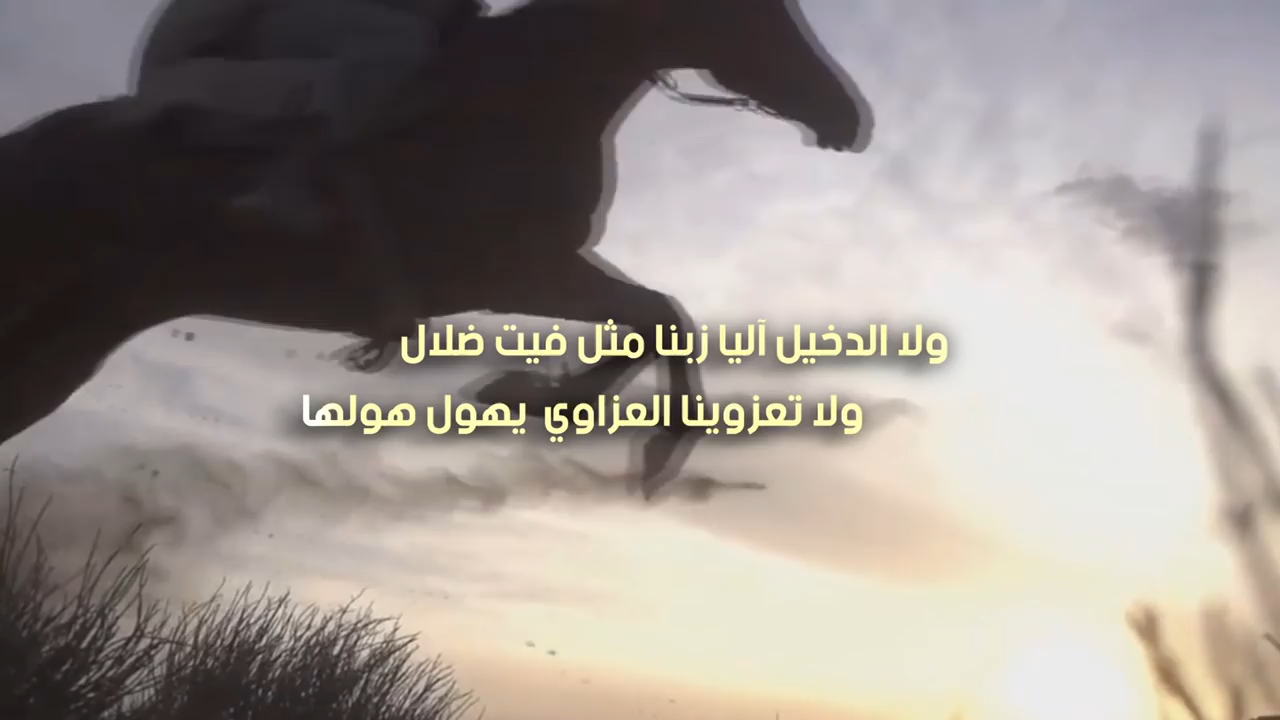 ولا الدخيل آليا زبنا مثل فيت ضلال
ولا تعزوينا العزاوي يهول هولها